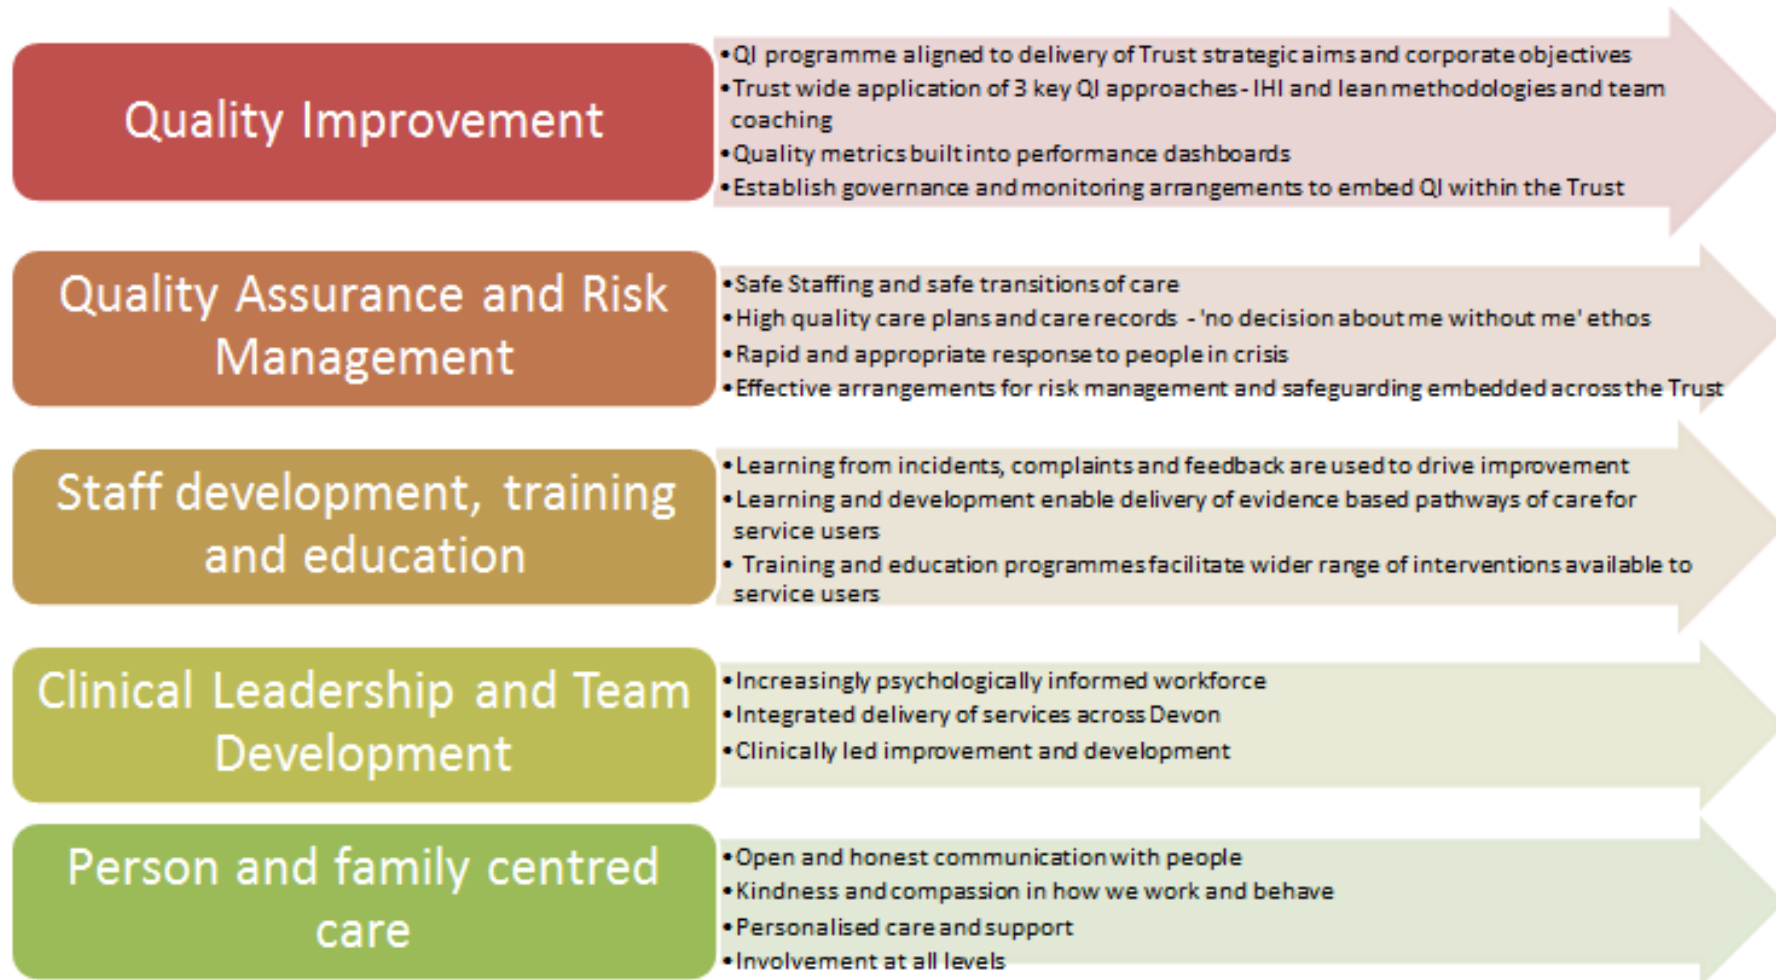 Quality Improvement
•QI programme aligned to delivery of Trust strategic aims and corporate objectives
•Trust wide application of 3 key QI approaches - IHI and lean methodologies and team
coaching
•Quality metrics built into performance dashboards
•Establish governance and monitoring arrangements to embed QI within the Trust
Quality Assurance and Risk
Management
•Safe Staffing and safe transitions of care
•High quality care plans and care records - 'no decision about me without me' ethos
•Rapid and appropriate response to people in crisis
•Effective arrangements for risk management and safeguarding embedded across the Trust
Staff development, training
and education
•Learning from incidents, complaints and feedback are used to drive improvement
•Learning and development enable delivery of evidence based pathways of care for
service users
• Training and education programmes facilitate wider range of interventions available to
service users
Clinical Leadership and Team
Development
•Increasingly psychologically informed workforce
•Integrated delivery of services across Devon
•Clinically led improvement and development
Person and family centred
care
•Open and honest communication with people
•Kindness and compassion in how we work and behave
•Personalised care and support
•Involvement at all levels